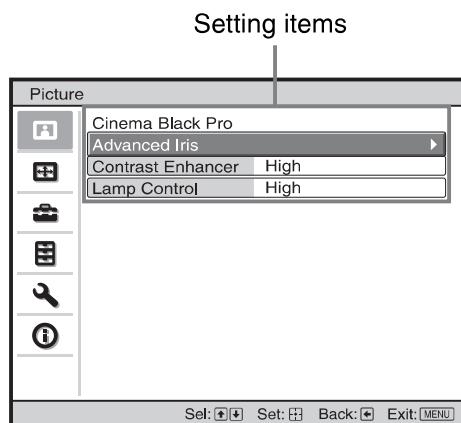 Setting items
Picture
Cinema Black Pro
Advanced Iris
Contrast Enhancer High
Lamp Control High
Sel: Set: Back: Exit: MENU